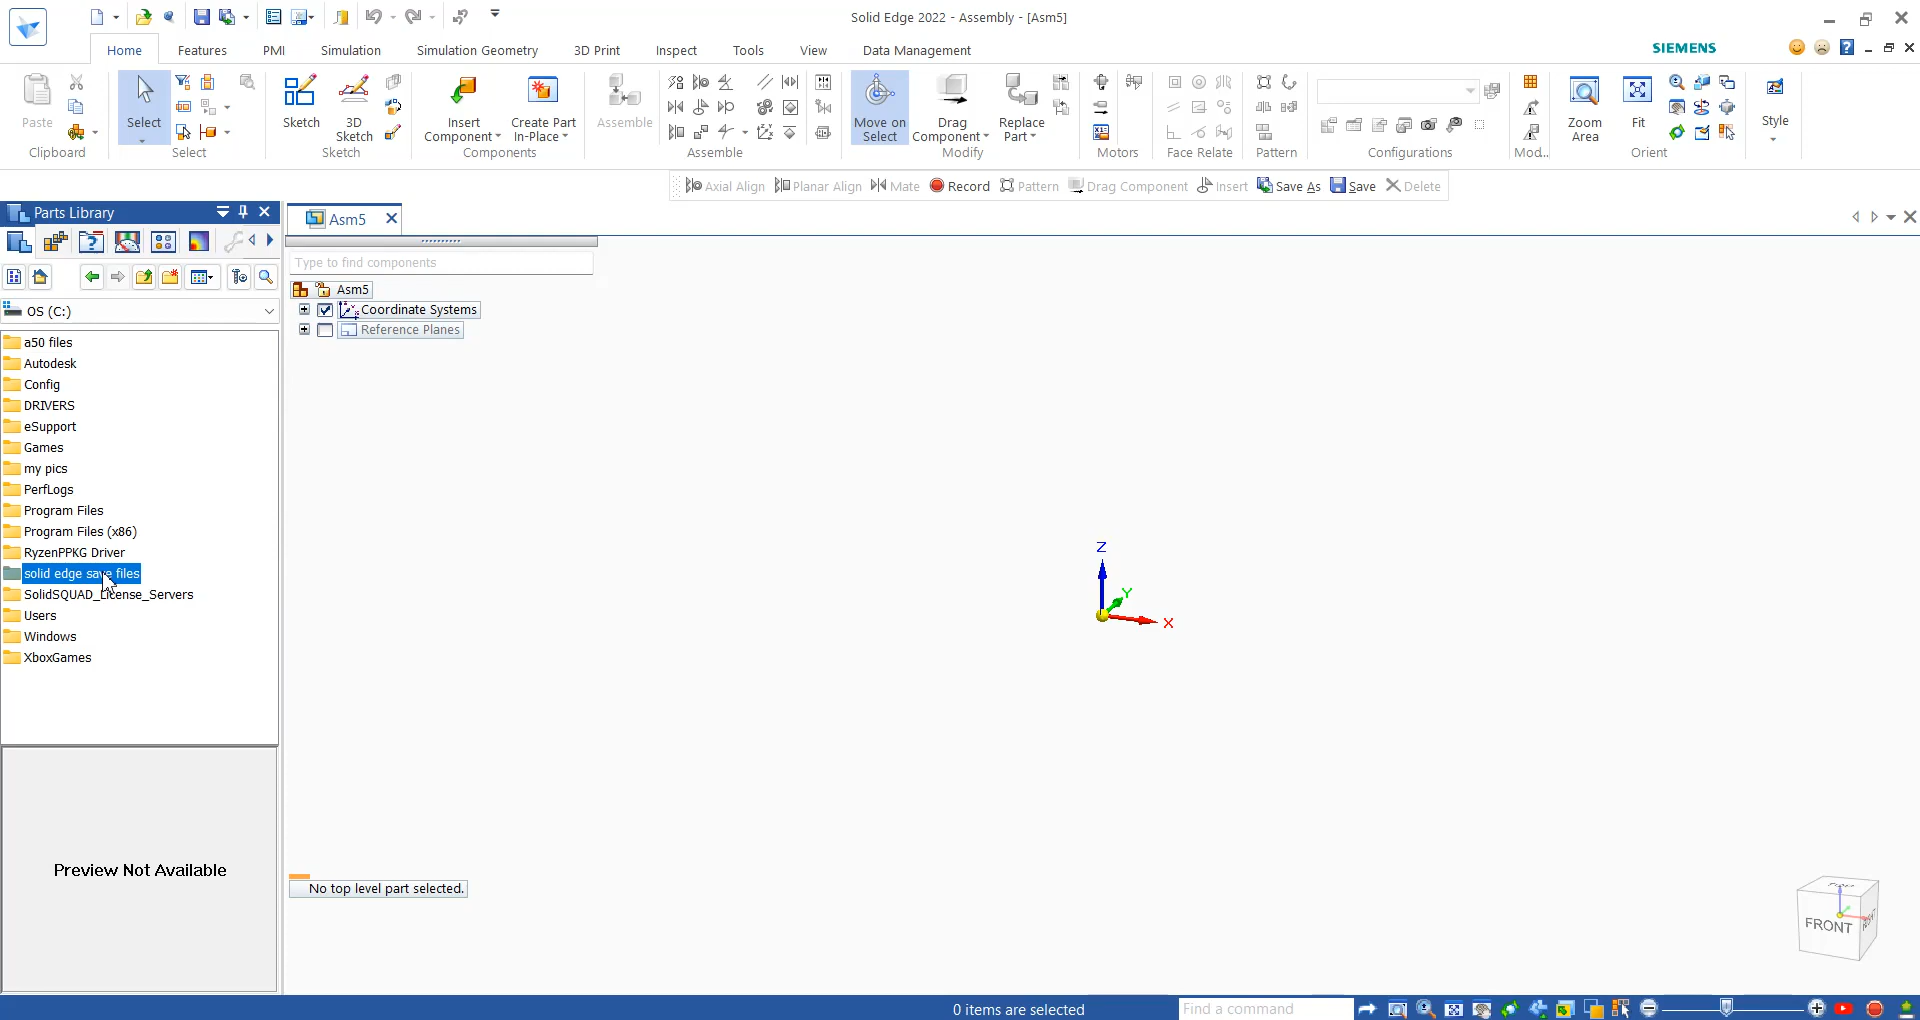 Solid Edge 2022 - Assembly - [Asm5]
Home Features PMI Simulation Simulation Geometry 3D Print Inspect Tools View Data Management
SIEMENS
Paste
Clipboard
Select
Select
Sketch
3D Sketch
Sketch
Insert Component
Create Part In-Place
Components
Assemble
Assemble
Move on Select
Drag Component
Replace Part
Modify
Motors
Face Relate
Pattern
Configurations
Mod...
Zoom Area
Fit
Orient
Style
Axial Align Planar Align Mate Record Pattern Drag Component Insert Save As Save Delete
Parts Library
Asm5
Type to find components
OS (C:)
Asm5
Coordinate Systems
Reference Planes
a50 files
Autodesk
Config
DRIVERS
eSupport
Games
my pics
PerfLogs
Program Files
Program Files (x86)
RyzenPPKG Driver
solid edge save files
SolidSQUAD_License_Servers
Users
Windows
XboxGames
Z
Y
X
Preview Not Available
No top level part selected.
FRONT
0 items are selected
Find a command